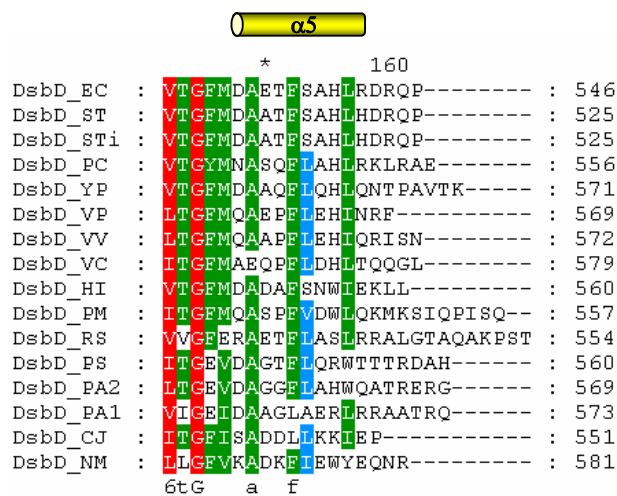 α5
* 160
DsbD_EC : VTGFMDAETFSAHLRDRQP-------- : 546
DsbD_ST : VTGFMDAATFSAHLHDRQP-------- : 525
DsbD_STi : VTGFMDAATFSAHLHDRQP-------- : 525
DsbD_PC : VTGYMNASQFLAHLRKLRAE------- : 556
DsbD_YP : VTGFMDAAQFLQHLQNTPAVTK----- : 571
DsbD_VP : LTGFMQAEPFLEHINRF---------- : 569
DsbD_VV : LTGFMQAAPFLEHIQRISN-------- : 572
DsbD_VC : ITGFMAEQPFLDHLTQQGL-------- : 579
DsbD_HI : VTGFMDADAFSNWIEKLL--------- : 560
DsbD_PM : ITGFMQASPFVDWLQKMKSIQPISQ-- : 557
DsbD_RS : VVGFERAETFLASLRRALGTAQAKPST : 554
DsbD_PS : ITGEVDAGTFLQRWTTTRDAH------ : 560
DsbD_PA2 : LTGEVDAGGFLAHWQATRERG------ : 569
DsbD_PA1 : VIGEIDAAGLAERLRRAATRQ------ : 573
DsbD_CJ : ITGFISADDLLKKIEP----------- : 551
DsbD_NM : LLGFVKADKFIEWYEQNR--------- : 581
6tG a f